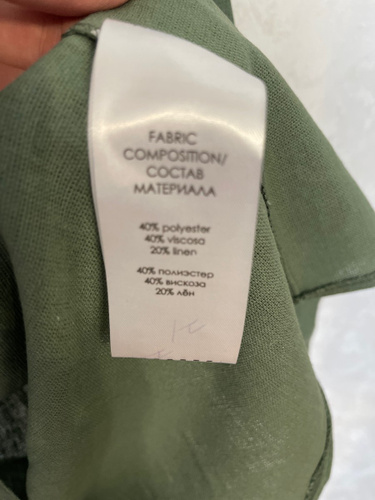 FABRIC
COMPOSITION/
СОСТАВ
МАТЕРИАЛА
40% polyester
40% viscosa
20% linen
40% полиэстер
40% вискоза
20% лён